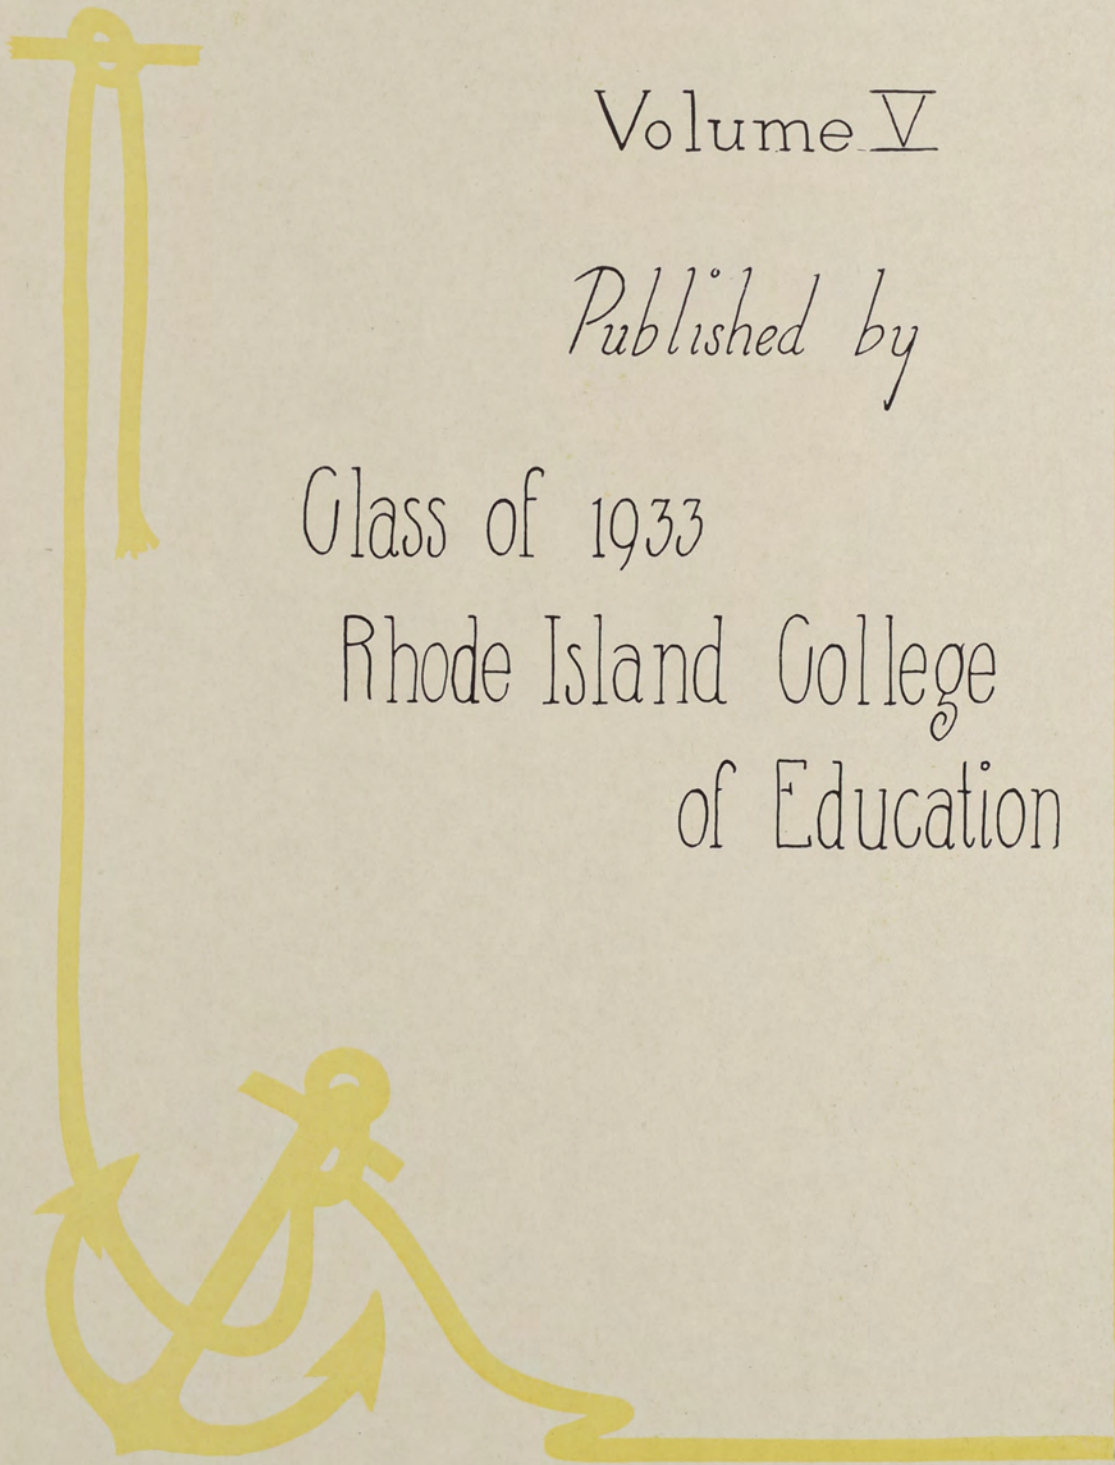 Volume V
Published by
Class of 1933
Rhode Island College
of Education